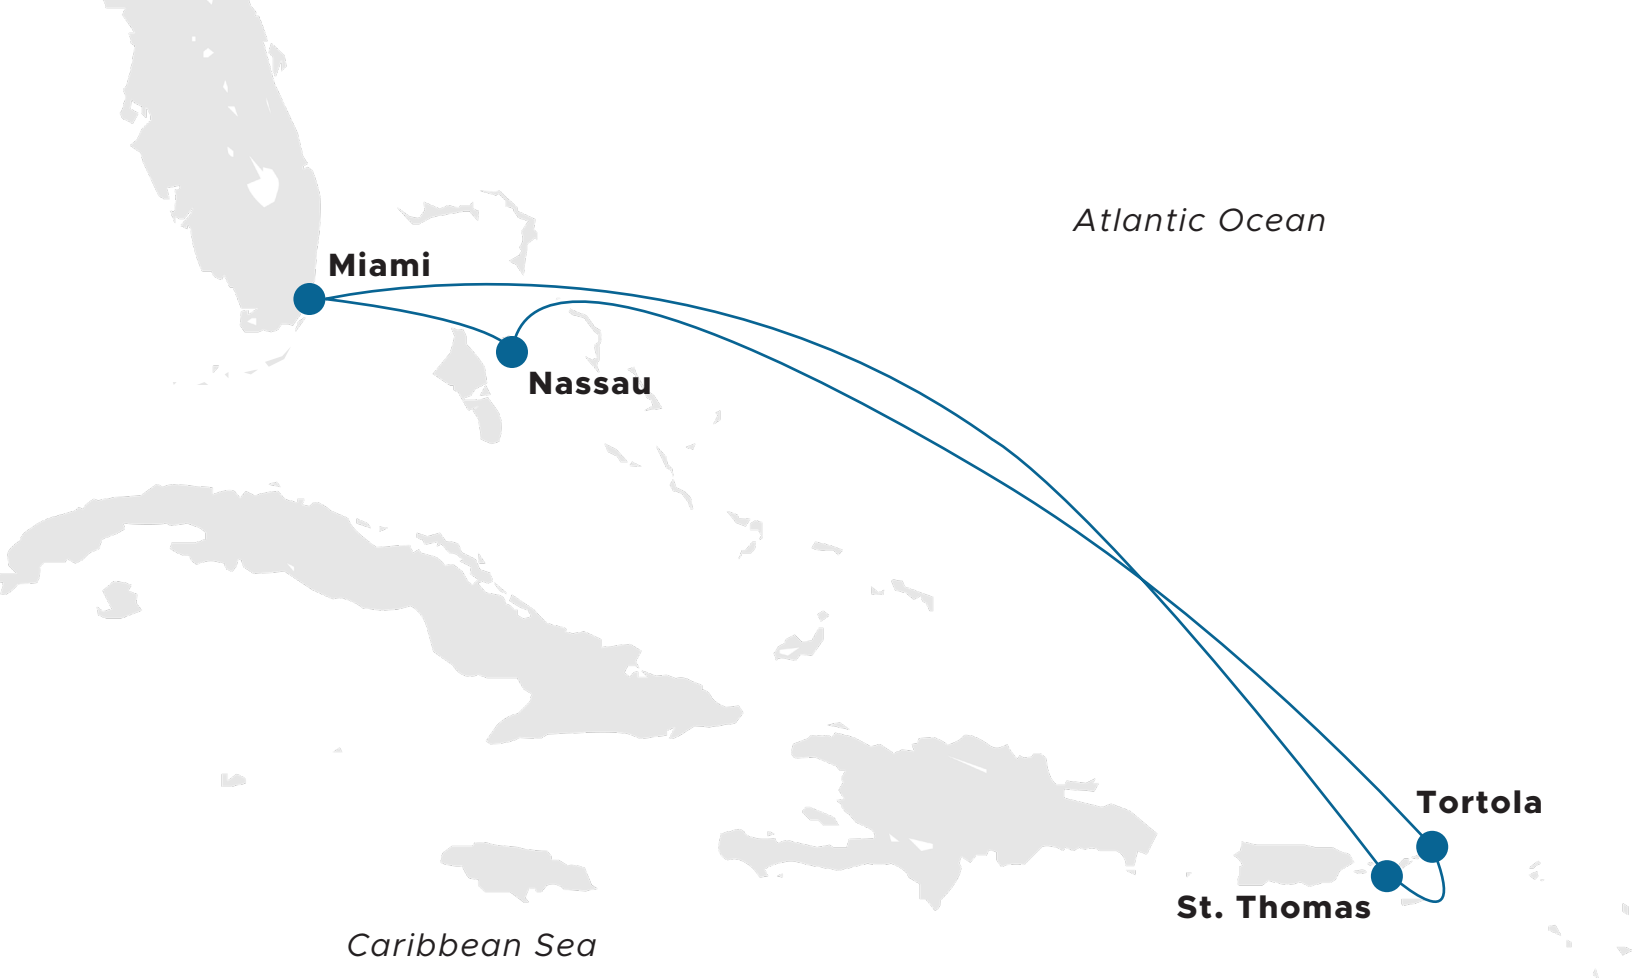 Atlantic Ocean
Miami
Nassau
Tortola
St. Thomas
Caribbean Sea